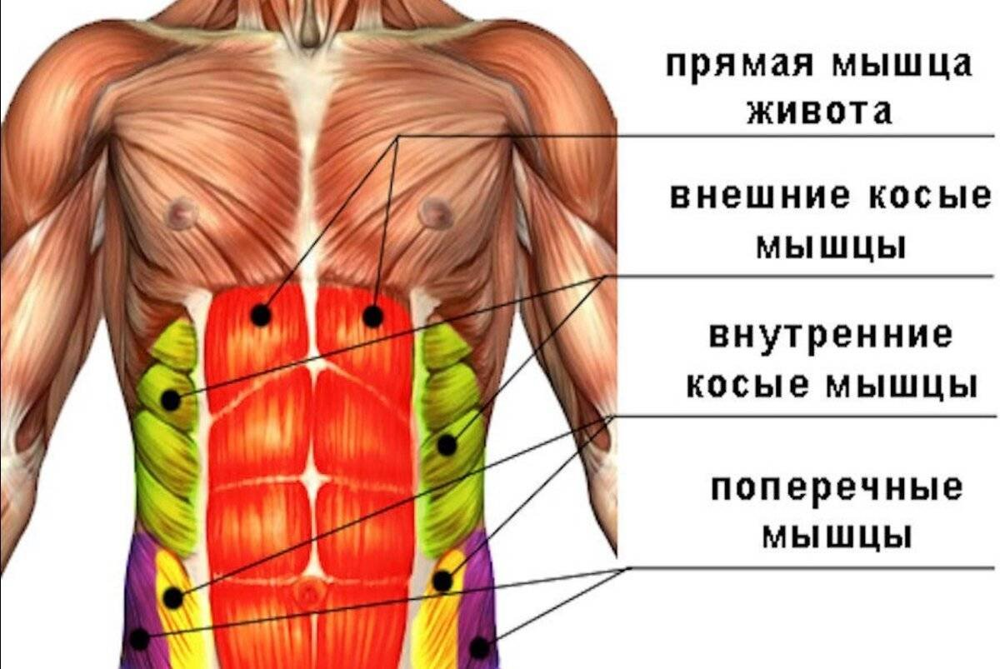 прямая мышца
живота
внешние косые
мышцы
внутренние
косые мышцы
поперечные
мышцы